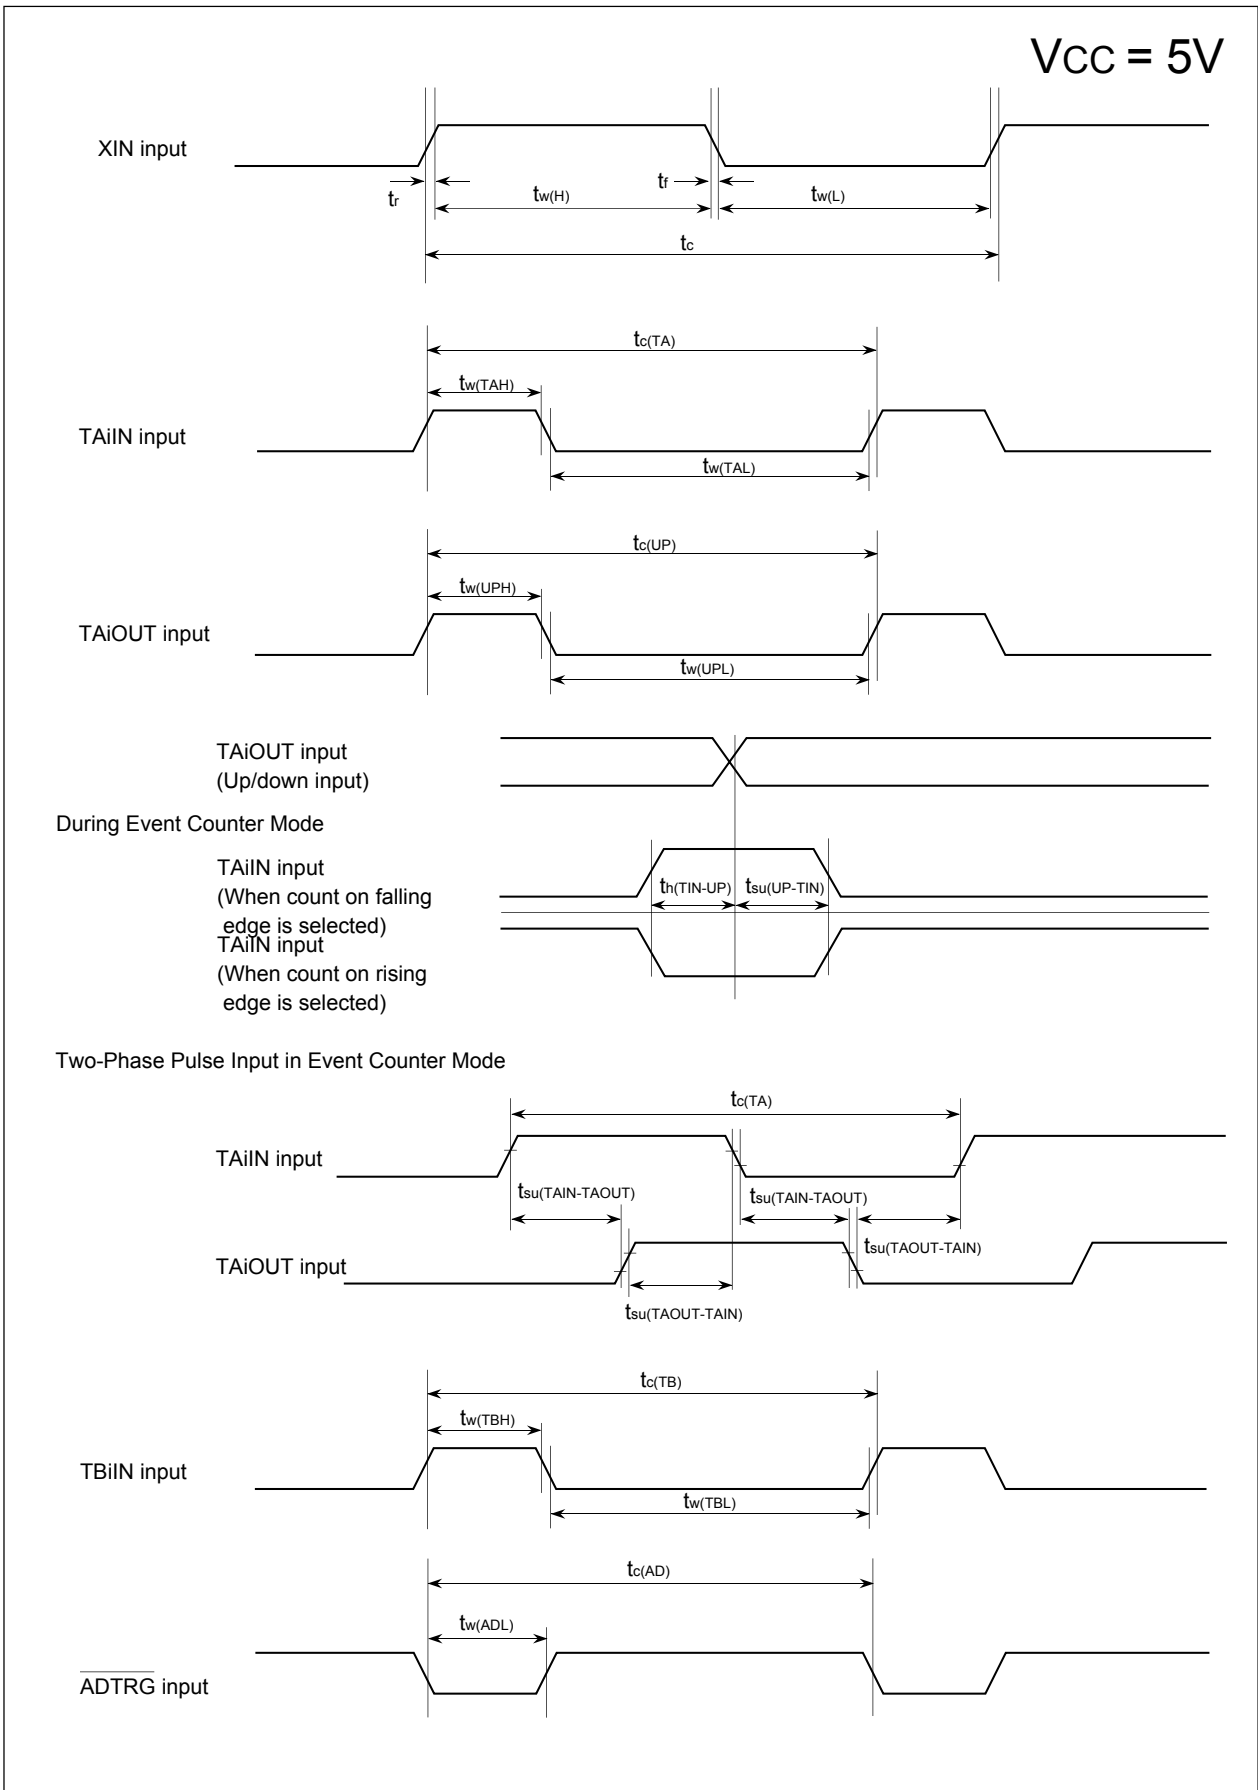 VCC = 5V
XIN input
tr
tw(H)
tf
tw(L)
tc
tc(TA)
tw(TAH)
TAiIN input
tw(TAL)
tc(UP)
tw(UPH)
TAiOUT input
tw(UPL)
TAiOUT input
(Up/down input)
During Event Counter Mode
TAiIN input
(When count on falling
edge is selected)
th(TIN-UP)
tsu(UP-TIN)
TAiIN input
(When count on rising
edge is selected)
Two-Phase Pulse Input in Event Counter Mode
tc(TA)
TAiIN input
tsu(TAIN-TAOUT)
tsu(TAIN-TAOUT)
tsu(TAOUT-TAIN)
TAiOUT input
tsu(TAOUT-TAIN)
tc(TB)
tw(TBH)
TBiIN input
tw(TBL)
tc(AD)
tw(ADL)
ADTRG input